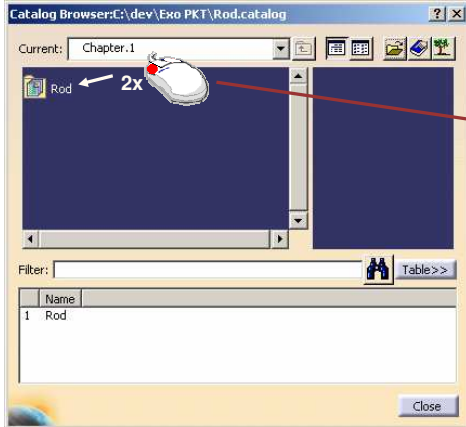 Catalog Browser:C:\dev\Exo PKT\Rod.catalog
Current: Chapter.1
Rod 2x
Filter: Table>>
Name
1 Rod
Close